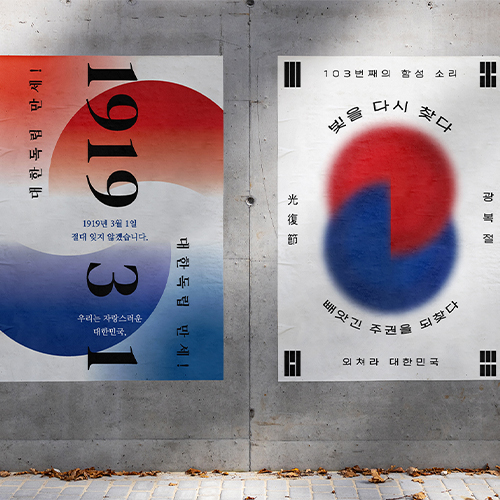 대한독립 만세!
1919
3
1
1919년 3월 1일
절대 잊지 않겠습니다.
우리는 자랑스러운
대한민국,
대한독립 만세!
103번째의 함성 소리
빛을 다시 찾다
光復節
광복절
빼앗긴 주권을 되찾다
외쳐라 대한민국